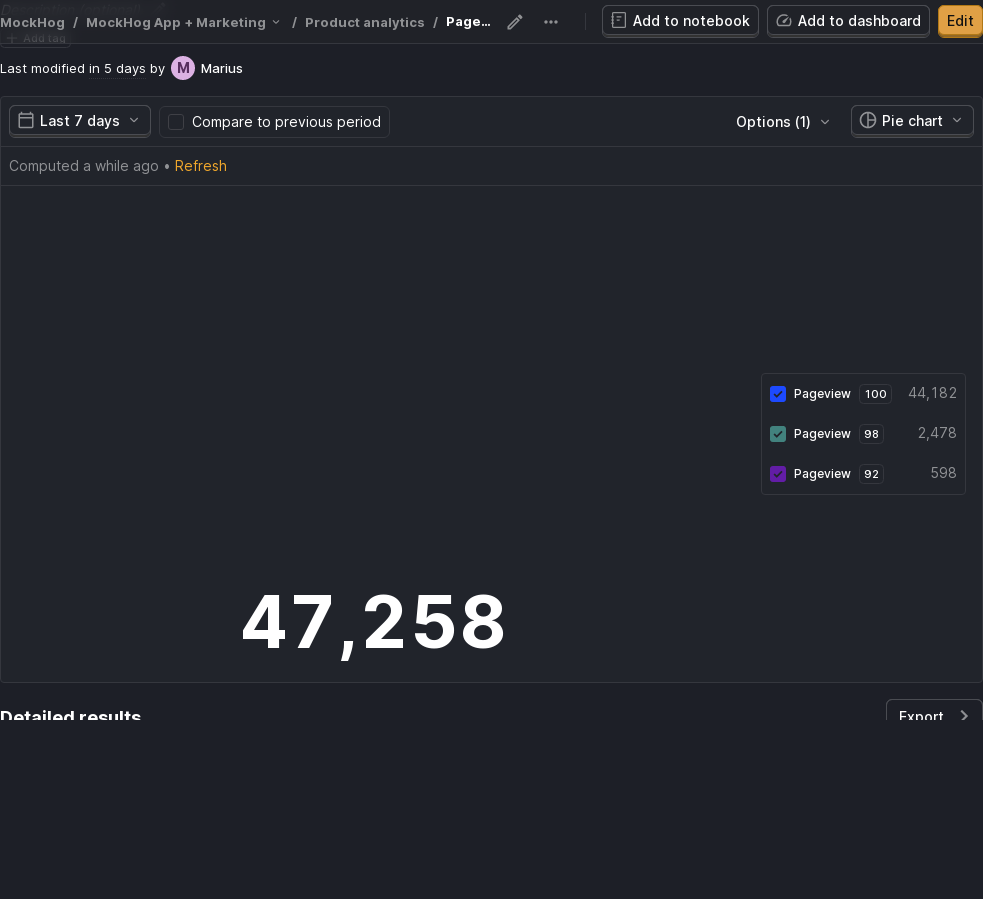 MockHog / MockHog App + Marketing / Product analytics / Page... Add to notebook Add to dashboard Edit
Add tag
Last modified in 5 days by M Marius
Last 7 days Compare to previous period Options (1) Pie chart
Computed a while ago • Refresh
Pageview 100 44,182
Pageview 98 2,478
Pageview 92 598
47,258
Detailed results Export